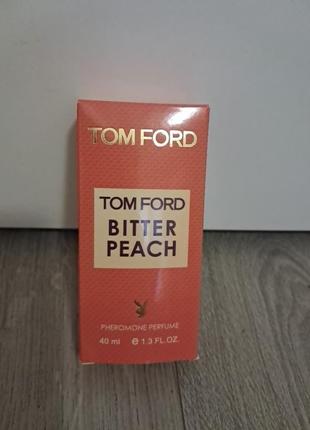 TOM FORD
TOM FORD
BITTER
PEACH
PHEROMONE PERFUME
40 ml e 1.3 FL.OZ.